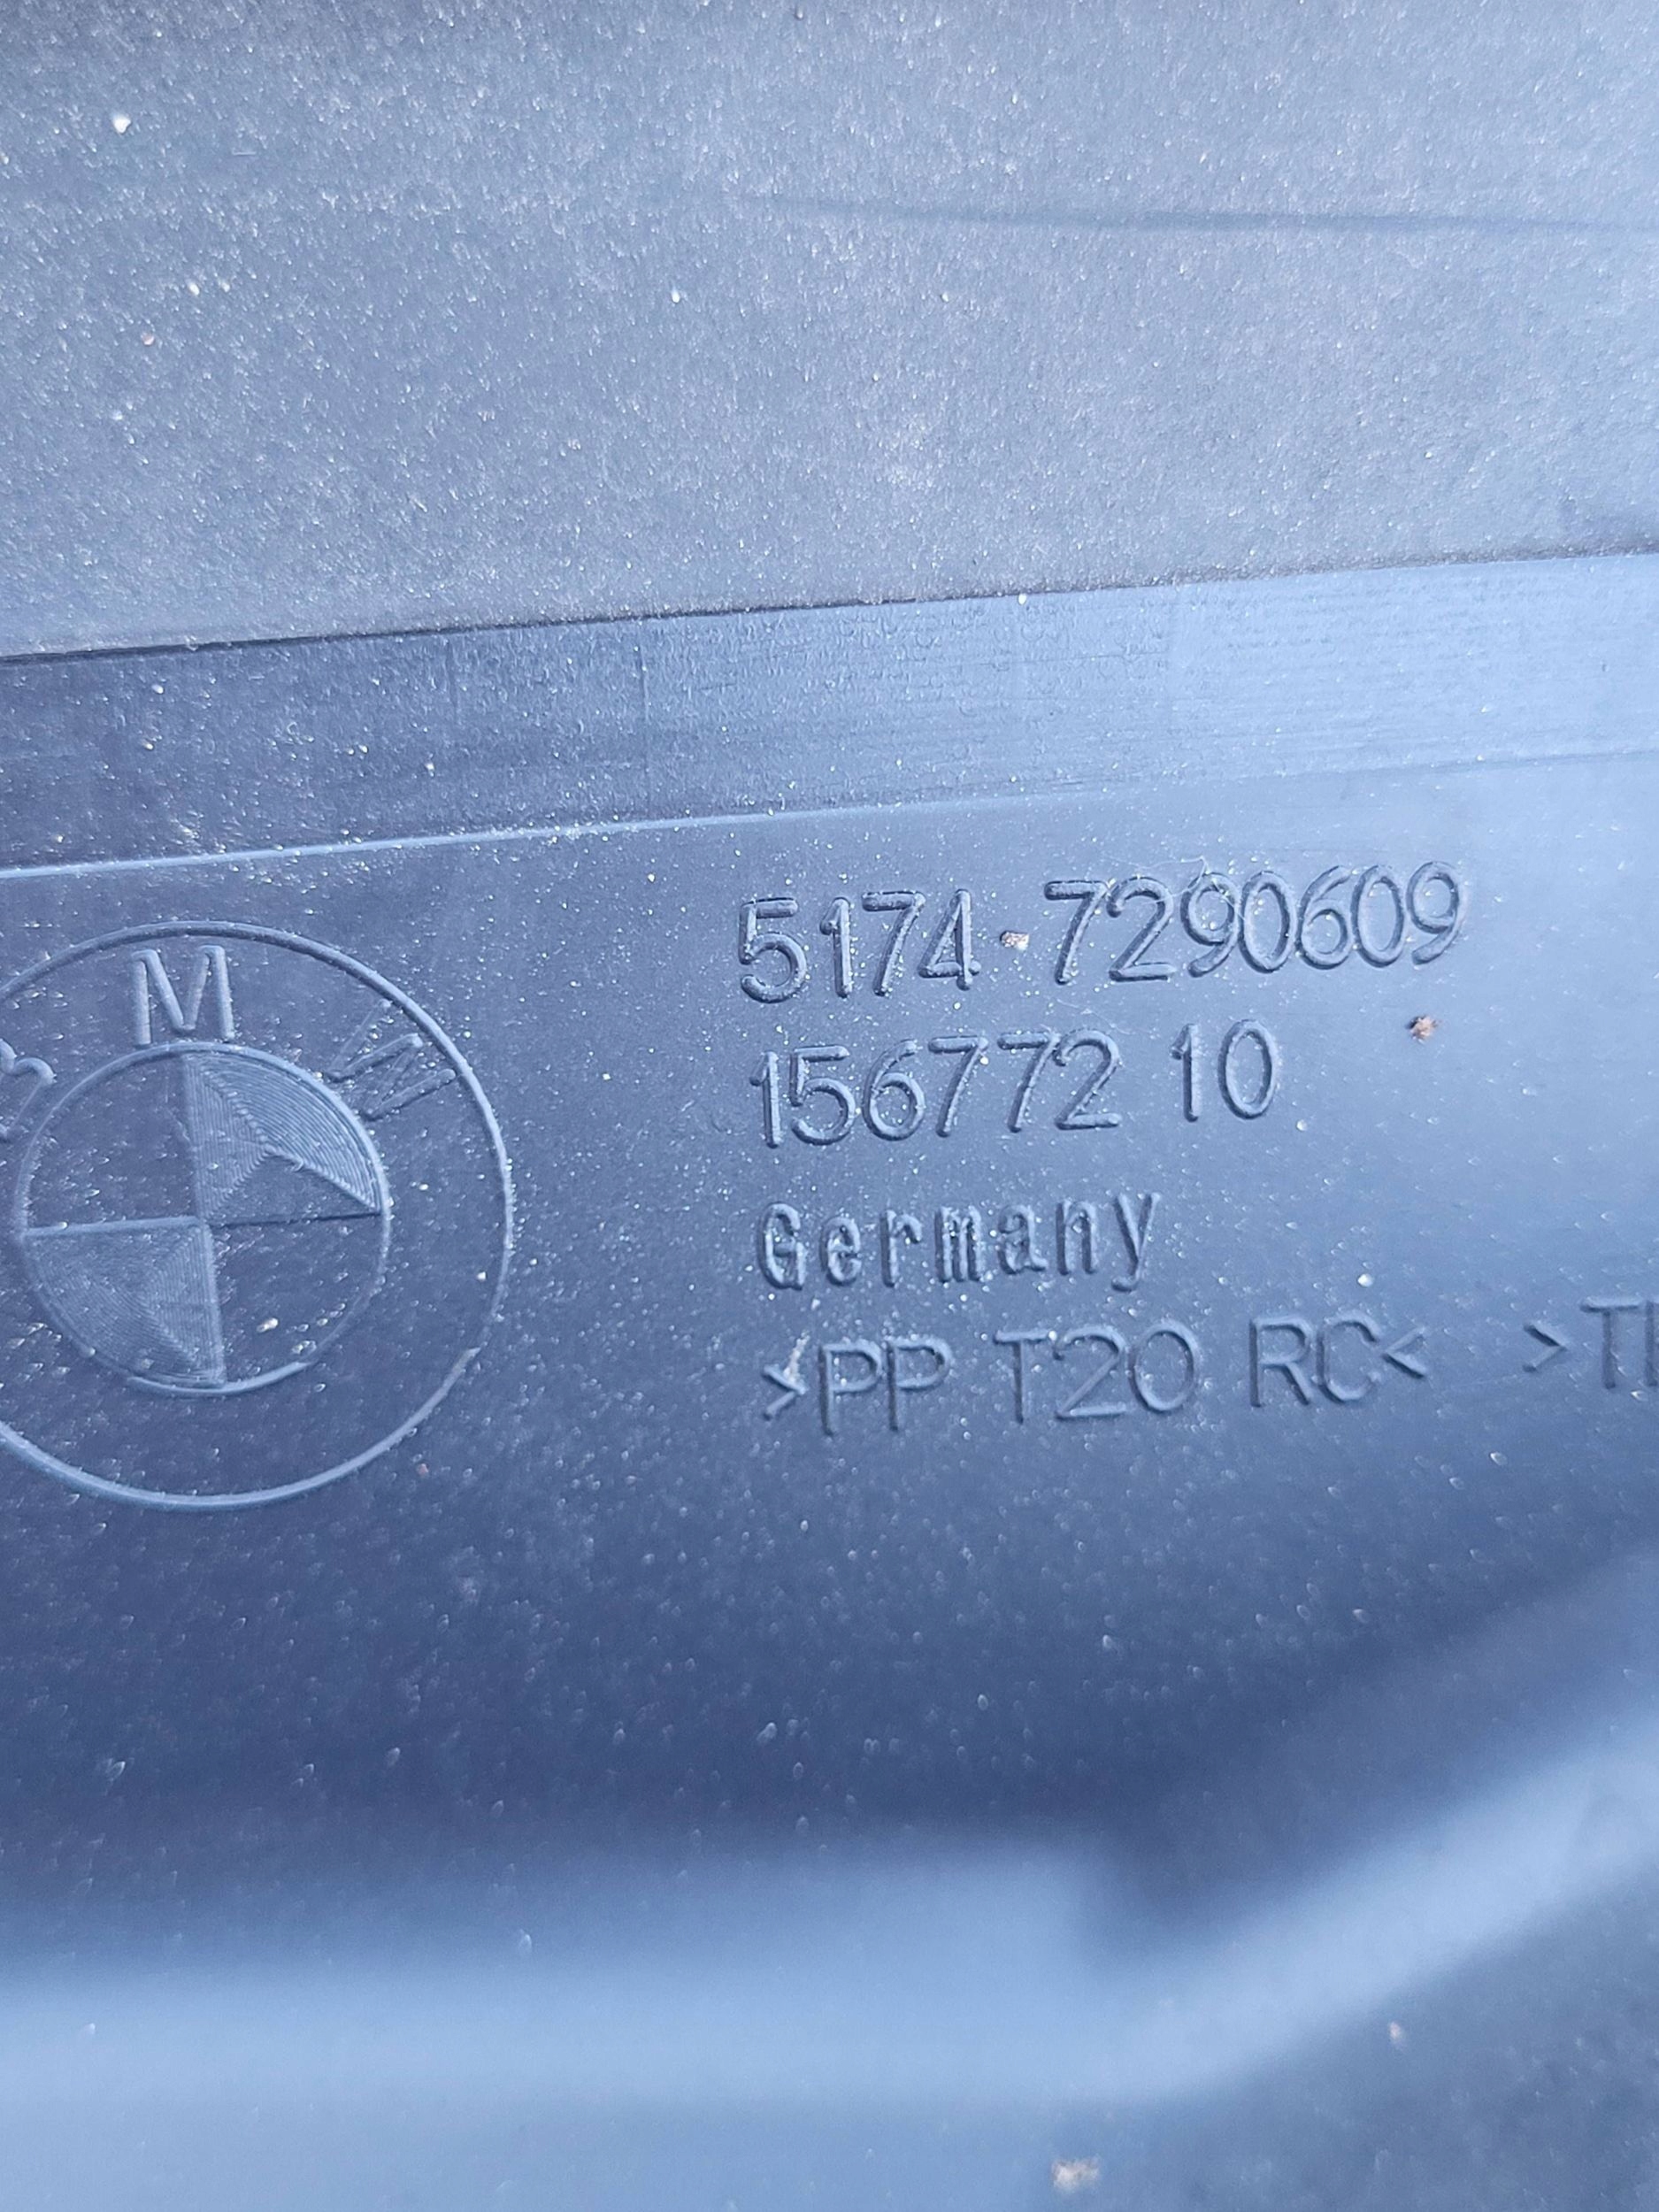 BMW
5174-7290609
156772 10
Germany
>PP T20 RC<